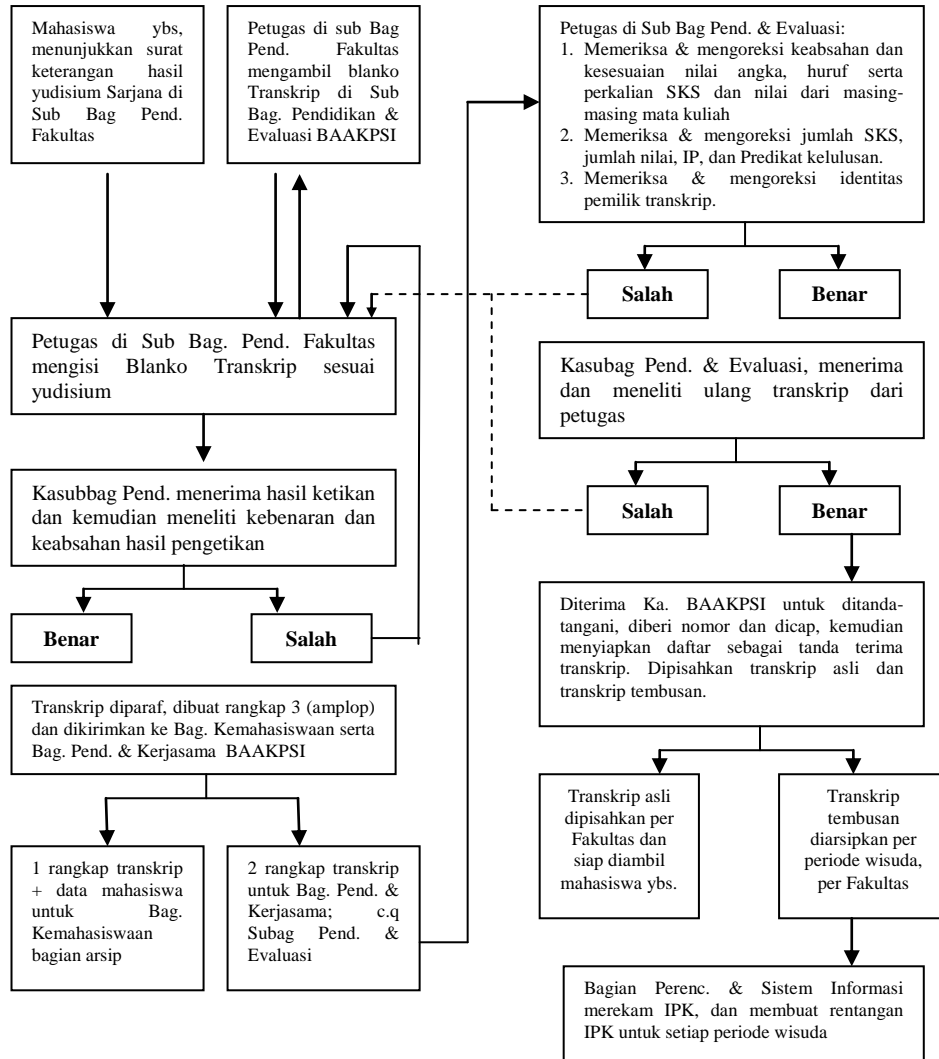 Mahasiswa ybs,
menunjukkan surat
keterangan hasil
yudisium Sarjana di
Sub Bag Pend.
Fakultas
Petugas di sub Bag
Pend. Fakultas
mengambil blanko
Transkrip di Sub
Bag. Pendidikan &
Evaluasi BAAKPSI
Petugas di Sub Bag. Pend. Fakultas
mengisi Blanko Transkrip sesuai
yudisium
Kasubbag Pend. menerima hasil ketikan
dan kemudian meneliti kebenaran dan
keabsahan hasil pengetikan
Benar
Salah
Transkrip diparaf, dibuat rangkap 3 (amplop)
dan dikirimkan ke Bag. Kemahasiswaan serta
Bag. Pend. & Kerjasama BAAKPSI
1 rangkap transkrip
+ data mahasiswa
untuk Bag.
Kemahasiswaan
bagian arsip
2 rangkap transkrip
untuk Bag. Pend. &
Kerjasama; c.q
Subag Pend. &
Evaluasi
Petugas di Sub Bag Pend. & Evaluasi:
1. Memeriksa & mengoreksi keabsahan dan
kesesuaian nilai angka, huruf serta
perkalian SKS dan nilai dari masing-
masing mata kuliah
2. Memeriksa & mengoreksi jumlah SKS,
jumlah nilai, IP, dan Predikat kelulusan.
3. Memeriksa & mengoreksi identitas
pemilik transkrip.
Salah
Benar
Kasubag Pend. & Evaluasi, menerima
dan meneliti ulang transkrip dari
petugas
Salah
Benar
Diterima Ka. BAAKPSI untuk ditanda-
tangani, diberi nomor dan dicap, kemudian
menyiapkan daftar sebagai tanda terima
transkrip. Dipisahkan transkrip asli dan
transkrip tembusan.
Transkrip asli
dipisahkan per
Fakultas dan
siap diambil
mahasiswa ybs.
Transkrip
tembusan
diarsipkan per
periode wisuda,
per Fakultas
Bagian Perenc. & Sistem Informasi
merekam IPK, dan membuat rentangan
IPK untuk setiap periode wisuda